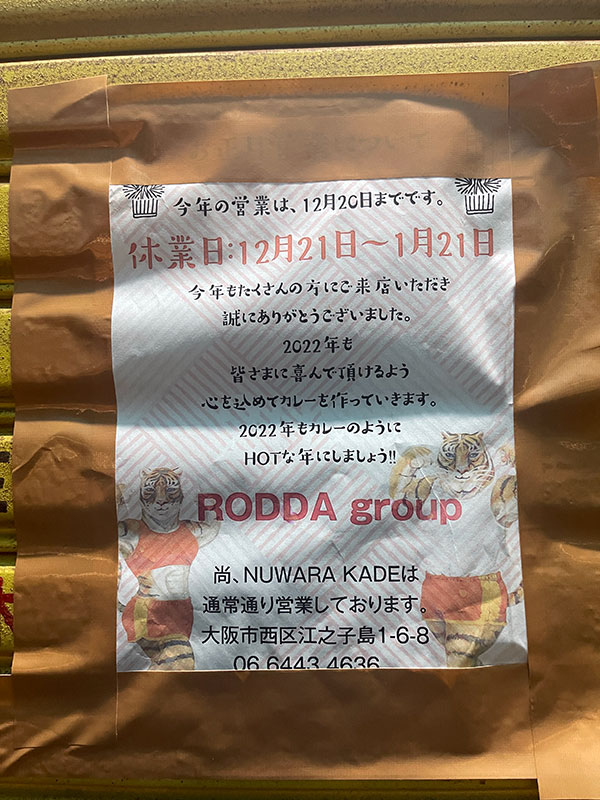 今年の営業は、12月20日までです。
休業日:12月21日〜1月21日
今年もたくさんの方にご来店いただき
誠にありがとうございました。
2022年も
皆さまに喜んで頂けるよう
心を込めてカレーを作っていきます。
2022年もカレーのように
HOTな年にしましょう!!
RODDA group
尚、NUWARA KADEは
通常通り営業しております。
大阪市西区江之子島1-6-8
06 6443 4636